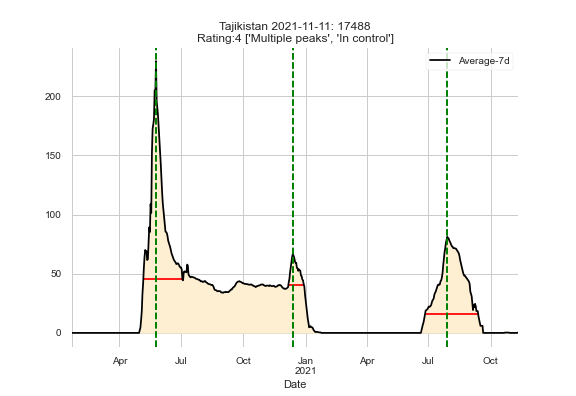 Tajikistan 2021-11-11: 17488
Rating:4 ['Multiple peaks', 'In control']
Average-7d
200
150
100
50
0
Apr Jul Oct Jan Apr Jul Oct
2021
Date